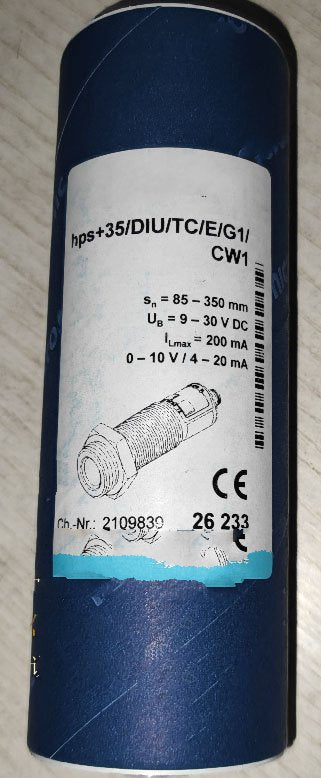 hps+35/DIU/TC/E/G1/
CW1
sn = 85 – 350 mm
UB = 9 – 30 V DC
ILmax = 200 mA
0 – 10 V / 4 – 20 mA
CE
Ch.-Nr.: 2109839 26 233